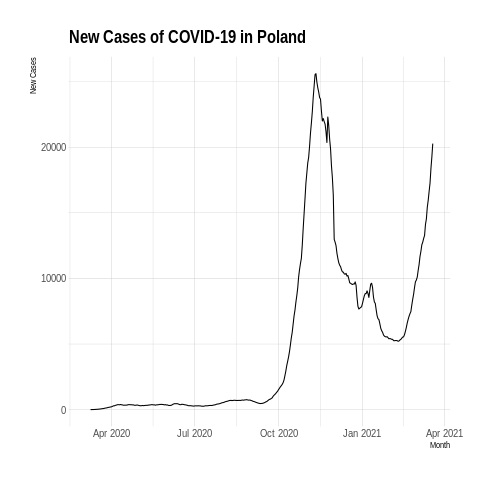 New Cases of COVID-19 in Poland
New Cases
20000
10000
0
Apr 2020 Jul 2020 Oct 2020 Jan 2021 Apr 2021
Month